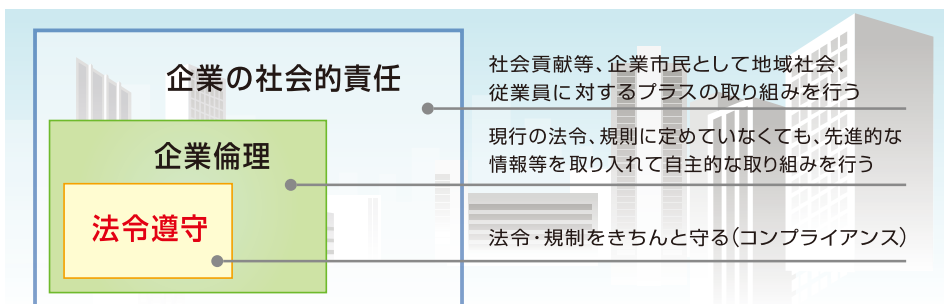 企業の社会的責任
社会貢献等、企業市民として地域社会、
従業員に対するプラスの取り組みを行う
企業倫理
現行の法令、規則に定めていなくても、先進的な
情報等を取り入れて自主的な取り組みを行う
法令遵守
法令・規制をきちんと守る（コンプライアンス）